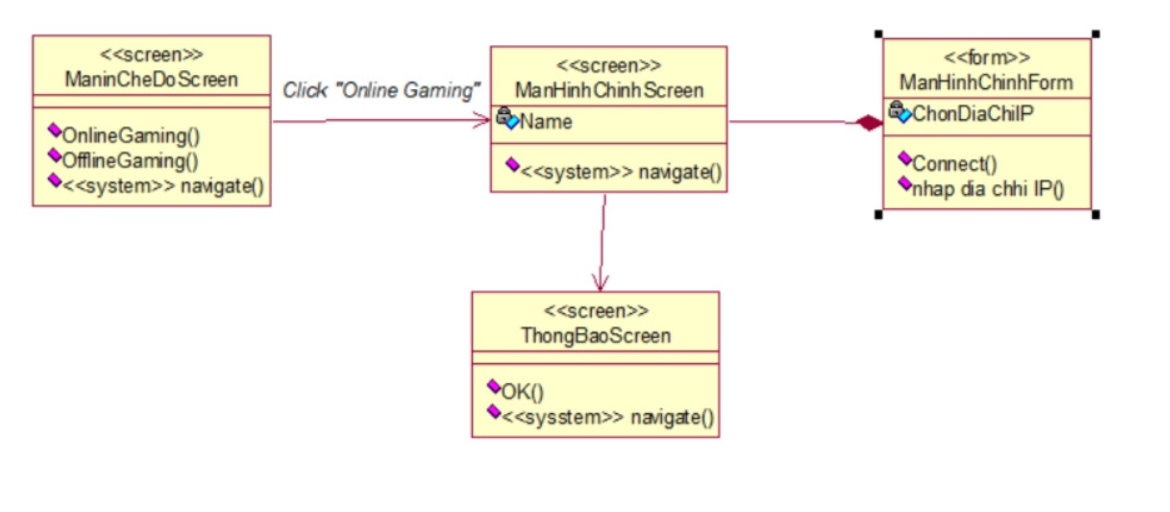 <<screen>>
ManinCheDoScreen
OnlineGaming()
OfflineGaming()
<<system>> navigate()
Click "Online Gaming"
<<screen>>
ManHinhChinhScreen
Name
<<system>> navigate()
<<form>>
ManHinhChinhForm
ChonDiaChiIP
Connect()
nhap dia chhi IP()
<<screen>>
ThongBaoScreen
OK()
<<sysstem>> navigate()